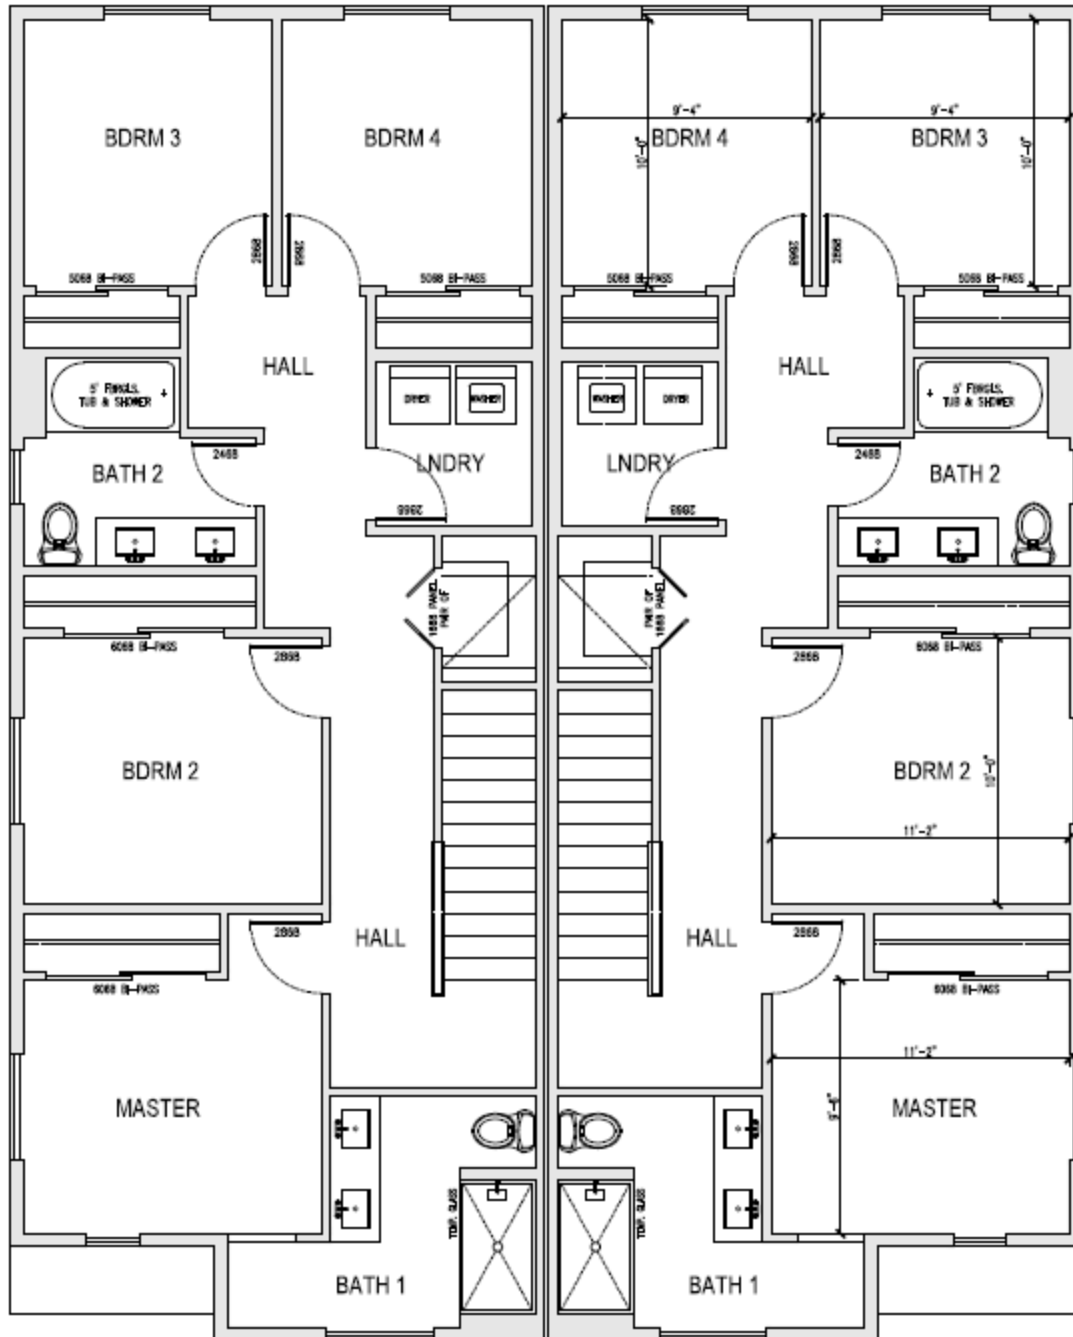 BDRM 3
BDRM 4
BDRM 4
BDRM 3
9'-4"
9'-4"
10'-0"
10'-0"
2868
2868
2868
2868
5068 BI-PASS
5068 BI-PASS
5068 BI-PASS
5068 BI-PASS
HALL
HALL
5' FBRGLS.
TUB & SHOWER
DRYER
WASHER
WASHER
DRYER
5' FBRGLS.
TUB & SHOWER
2468
LNDRY
LNDRY
2468
BATH 2
BATH 2
2868
2868
PAIR OF
1668 PANEL
PAIR OF
1668 PANEL
6068 BI-PASS
2868
2868
6068 BI-PASS
BDRM 2
BDRM 2
10'-0"
11'-2"
2868
HALL
HALL
2868
6068 BI-PASS
6068 BI-PASS
11'-2"
MASTER
MASTER
9'-6"
TEMP. GLASS
TEMP. GLASS
BATH 1
BATH 1